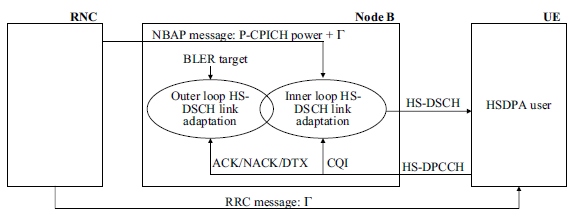 RNC
Node B
UE
NBAP message: P-CPICH power + Γ
BLER target
Outer loop HS-
DSCH link
adaptation
Inner loop HS-
DSCH link
adaptation
HS-DSCH
HSDPA user
ACK/NACK/DTX
CQI
HS-DPCCH
RRC message: Γ